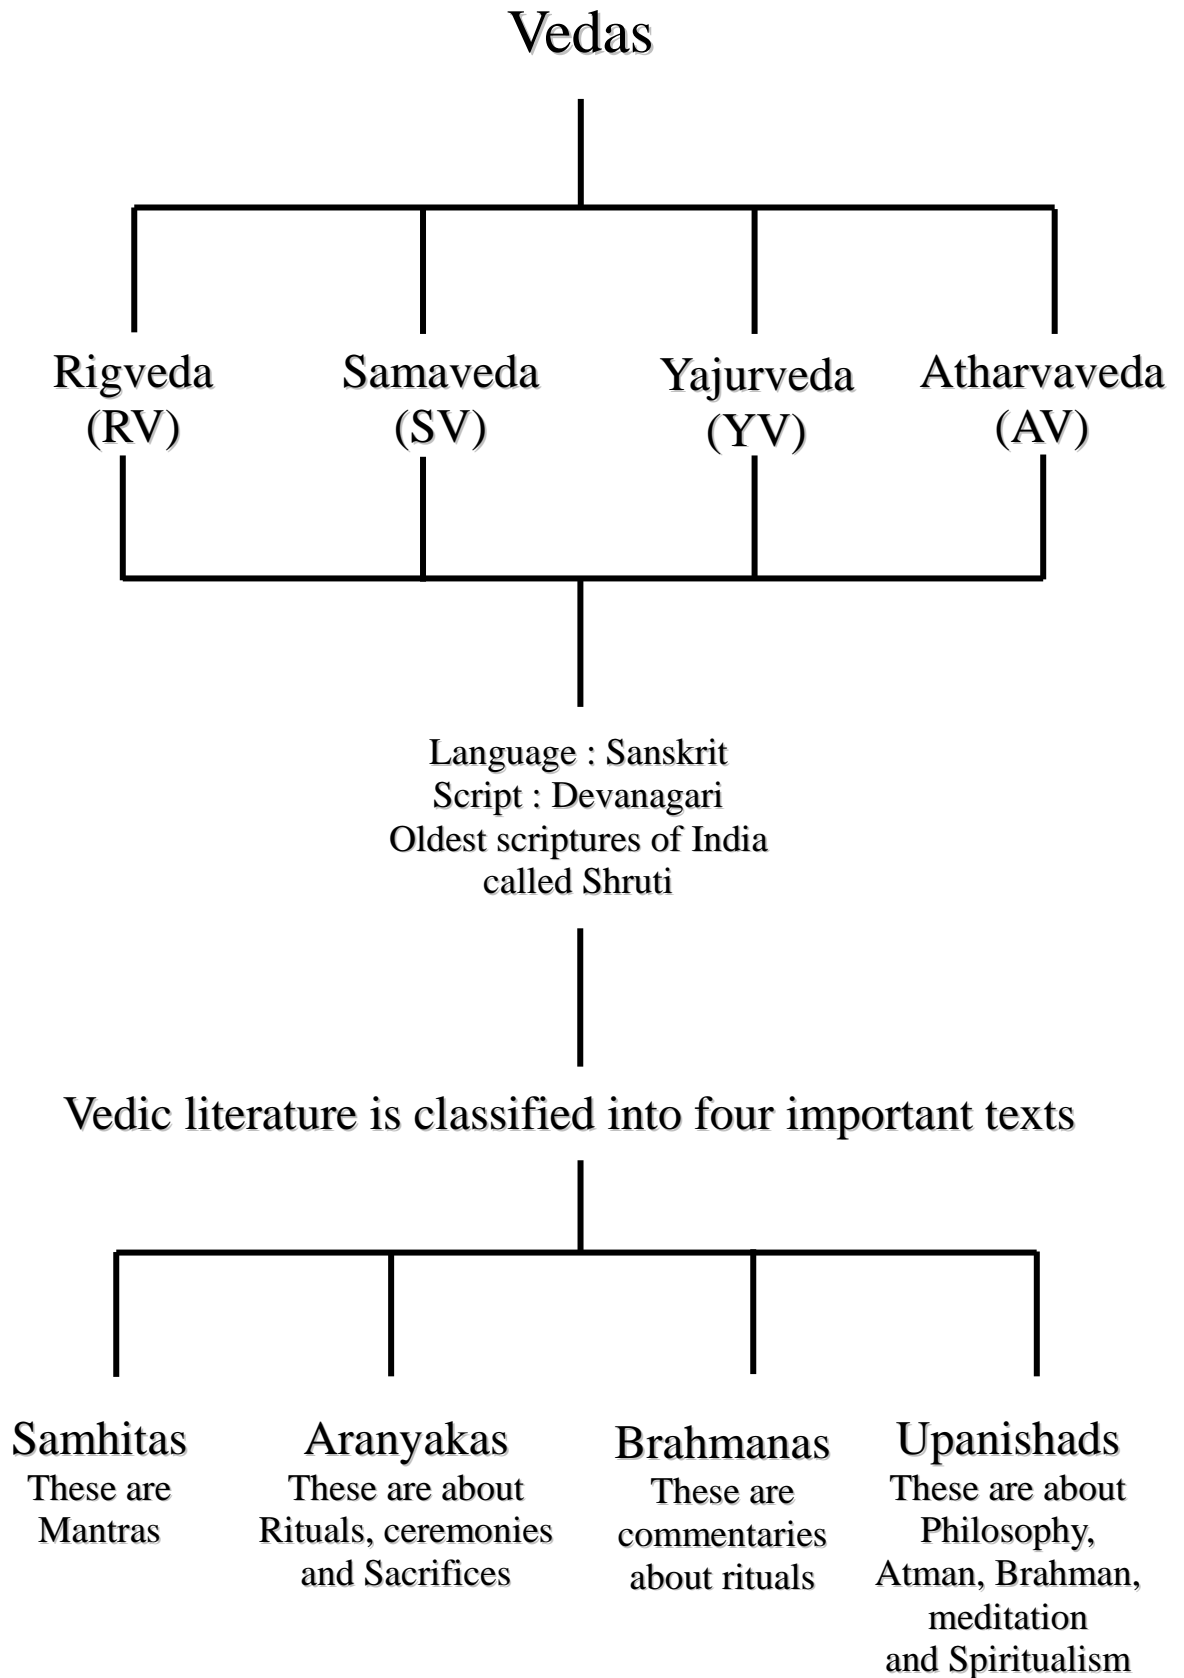 Vedas
Rigveda
(RV)
Samaveda
(SV)
Yajurveda
(YV)
Atharvaveda
(AV)
Language : Sanskrit
Script : Devanagari
Oldest scriptures of India
called Shruti
Vedic literature is classified into four important texts
Samhitas
These are
Mantras
Aranyakas
These are about
Rituals, ceremonies
and Sacrifices
Brahmanas
These are
commentaries
about rituals
Upanishads
These are about
Philosophy,
Atman, Brahman,
meditation
and Spiritualism